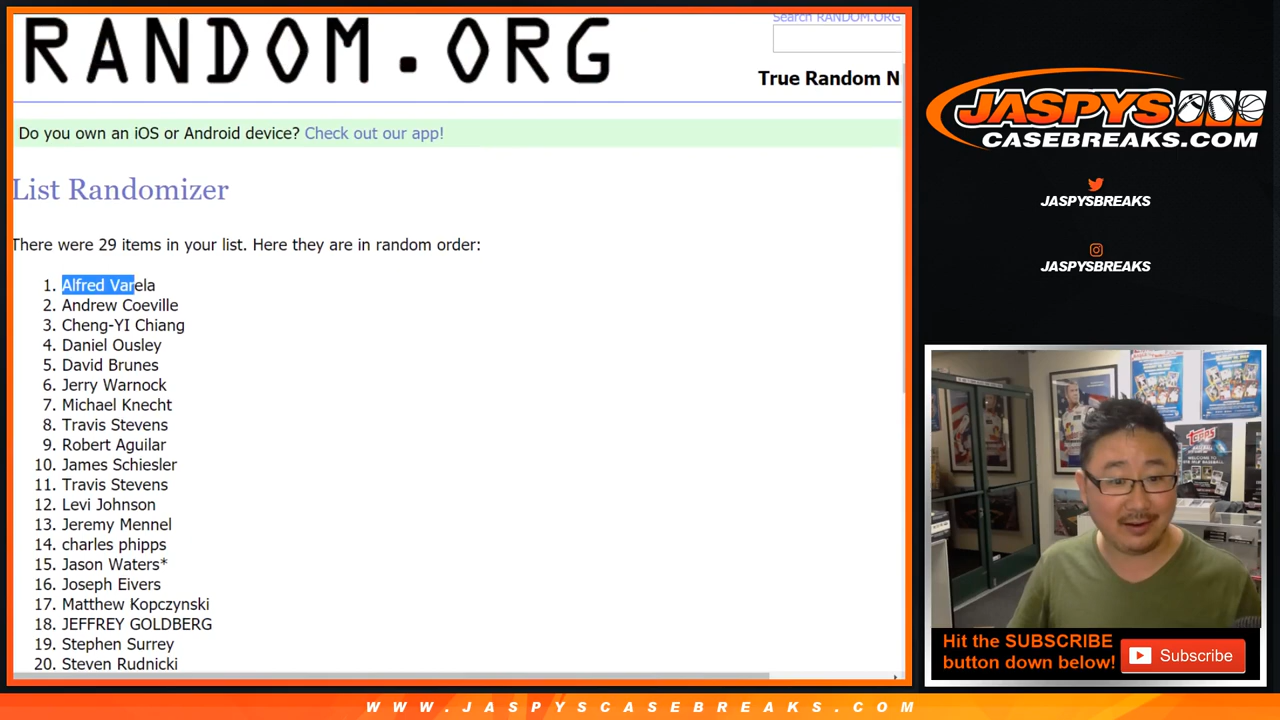 RANDOM.ORG
Search RANDOM.ORG
True Random N
Do you own an iOS or Android device? Check out our app!
List Randomizer
There were 29 items in your list. Here they are in random order:
1. Alfred Varela
2. Andrew Coeville
3. Cheng-YI Chiang
4. Daniel Ousley
5. David Brunes
6. Jerry Warnock
7. Michael Knecht
8. Travis Stevens
9. Robert Aguilar
10. James Schiesler
11. Travis Stevens
12. Levi Johnson
13. Jeremy Mennel
14. charles phipps
15. Jason Waters*
16. Joseph Eivers
17. Matthew Kopczynski
18. JEFFREY GOLDBERG
19. Stephen Surrey
20. Steven Rudnicki
JASPYS
CASEBREAKS.COM
JASPYSBREAKS
JASPYSBREAKS
Topps
Hit the SUBSCRIBE
button down below!
Subscribe
WWW.JASPYSCASEBREAKS.COM